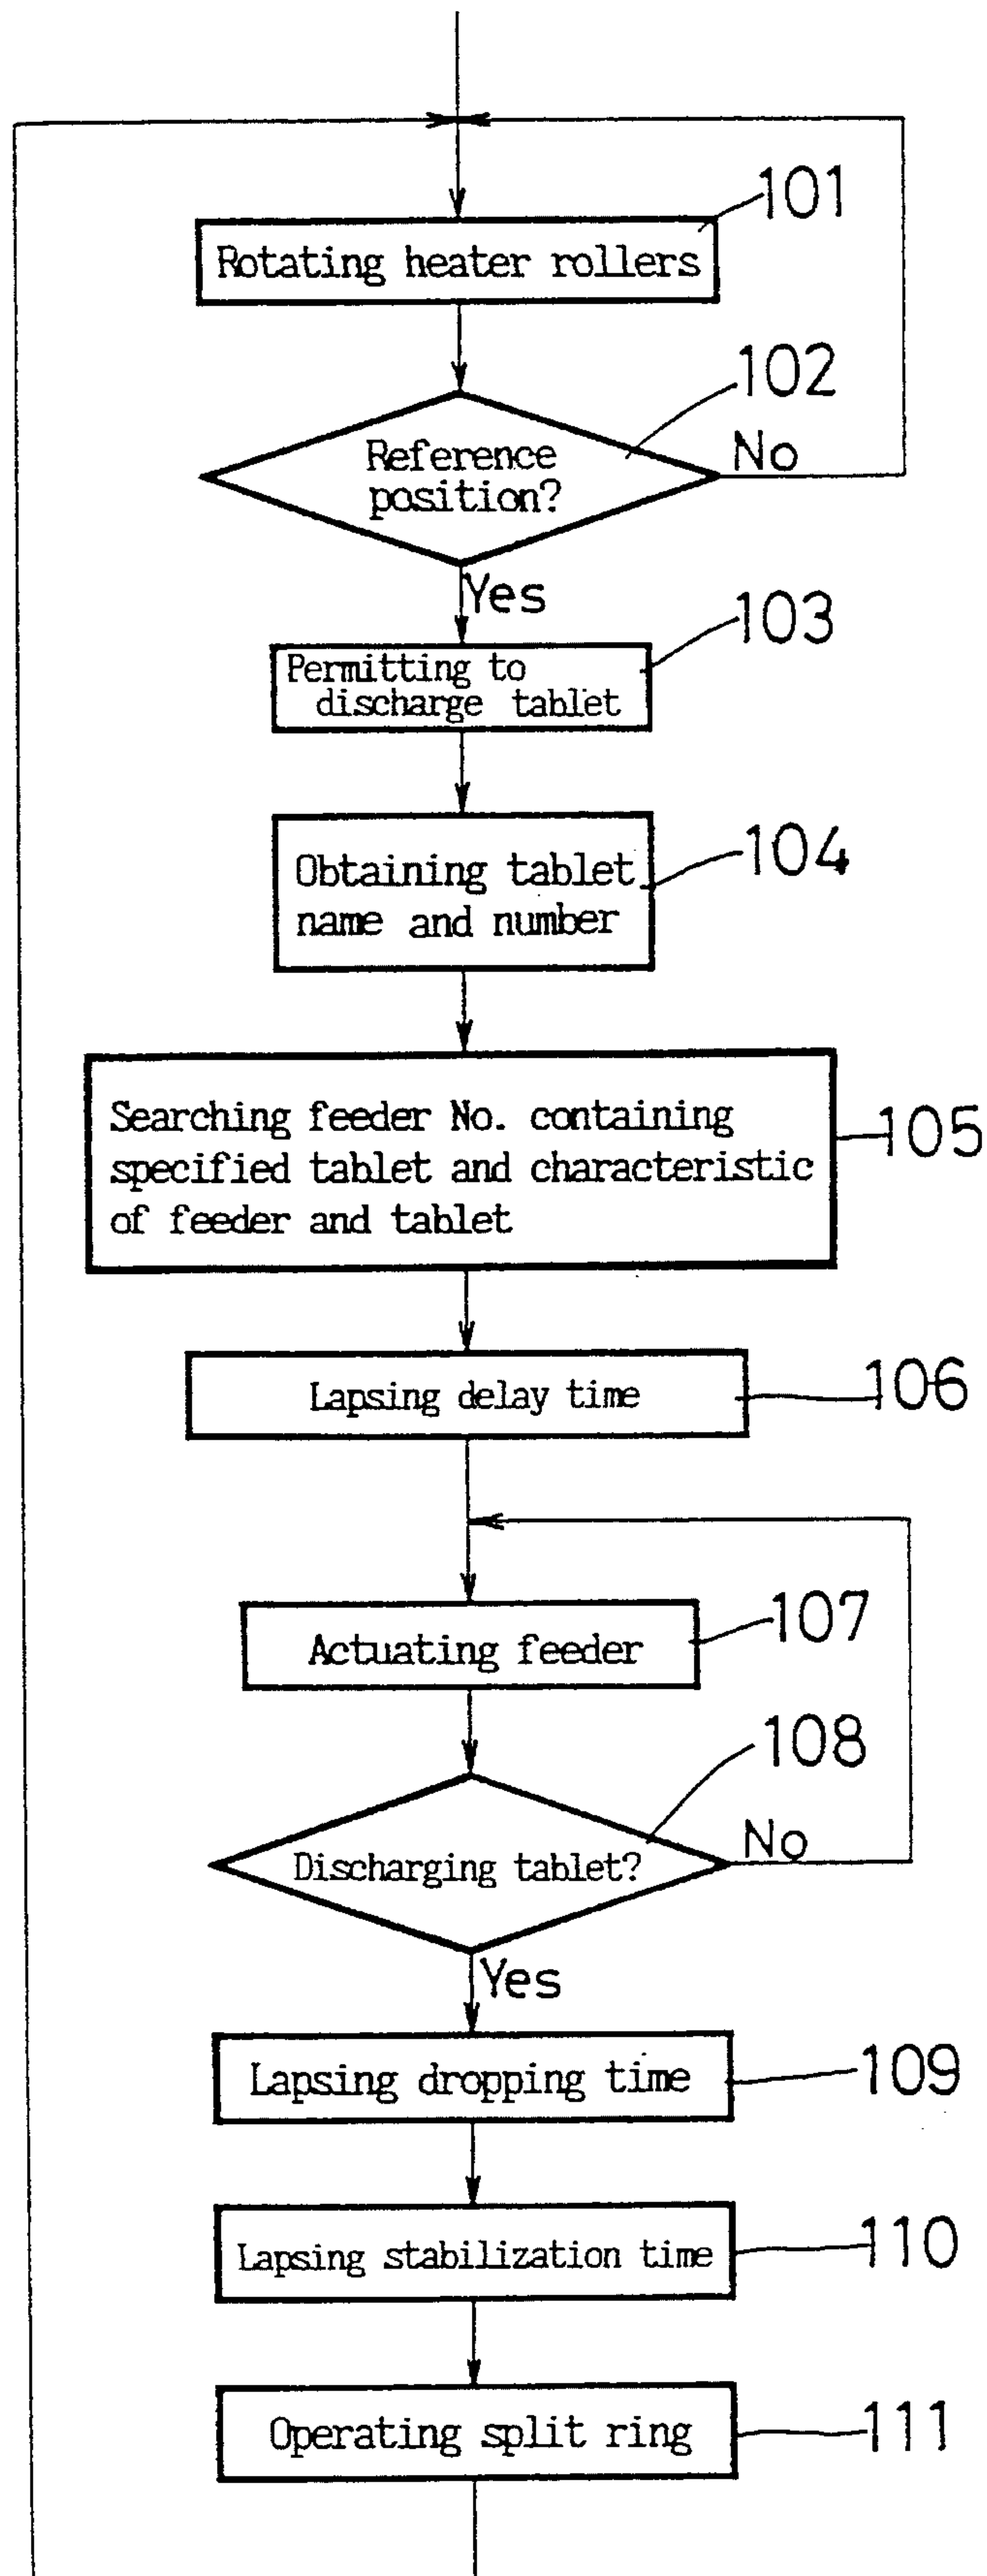 101
Rotating heater rollers
102
Reference
position?
No
Yes
103
Permitting to
discharge tablet
104
Obtaining tablet
name and number
105
Searching feeder No. containing
specified tablet and characteristic
of feeder and tablet
106
Lapsing delay time
107
Actuating feeder
108
Discharging tablet?
No
Yes
109
Lapsing dropping time
110
Lapsing stabilization time
111
Operating split ring